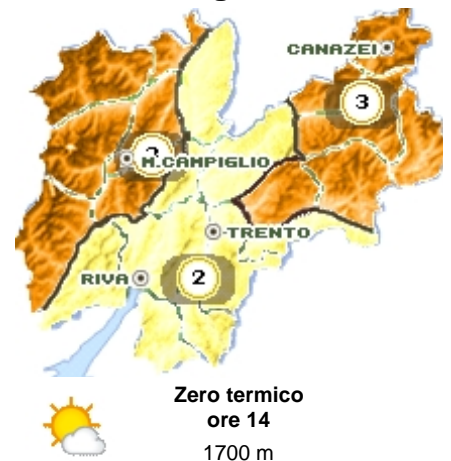 CANAZEI
3
M.CAMPIGLIO
TRENTO
RIVA
2
Zero termico
ore 14
1700 m